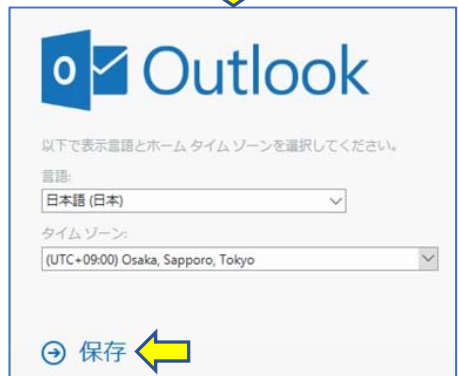 Outlook
以下で表示言語とホーム タイム ゾーンを選択してください。
言語:
日本語 (日本)
タイム ゾーン:
(UTC+09:00) Osaka, Sapporo, Tokyo
保存